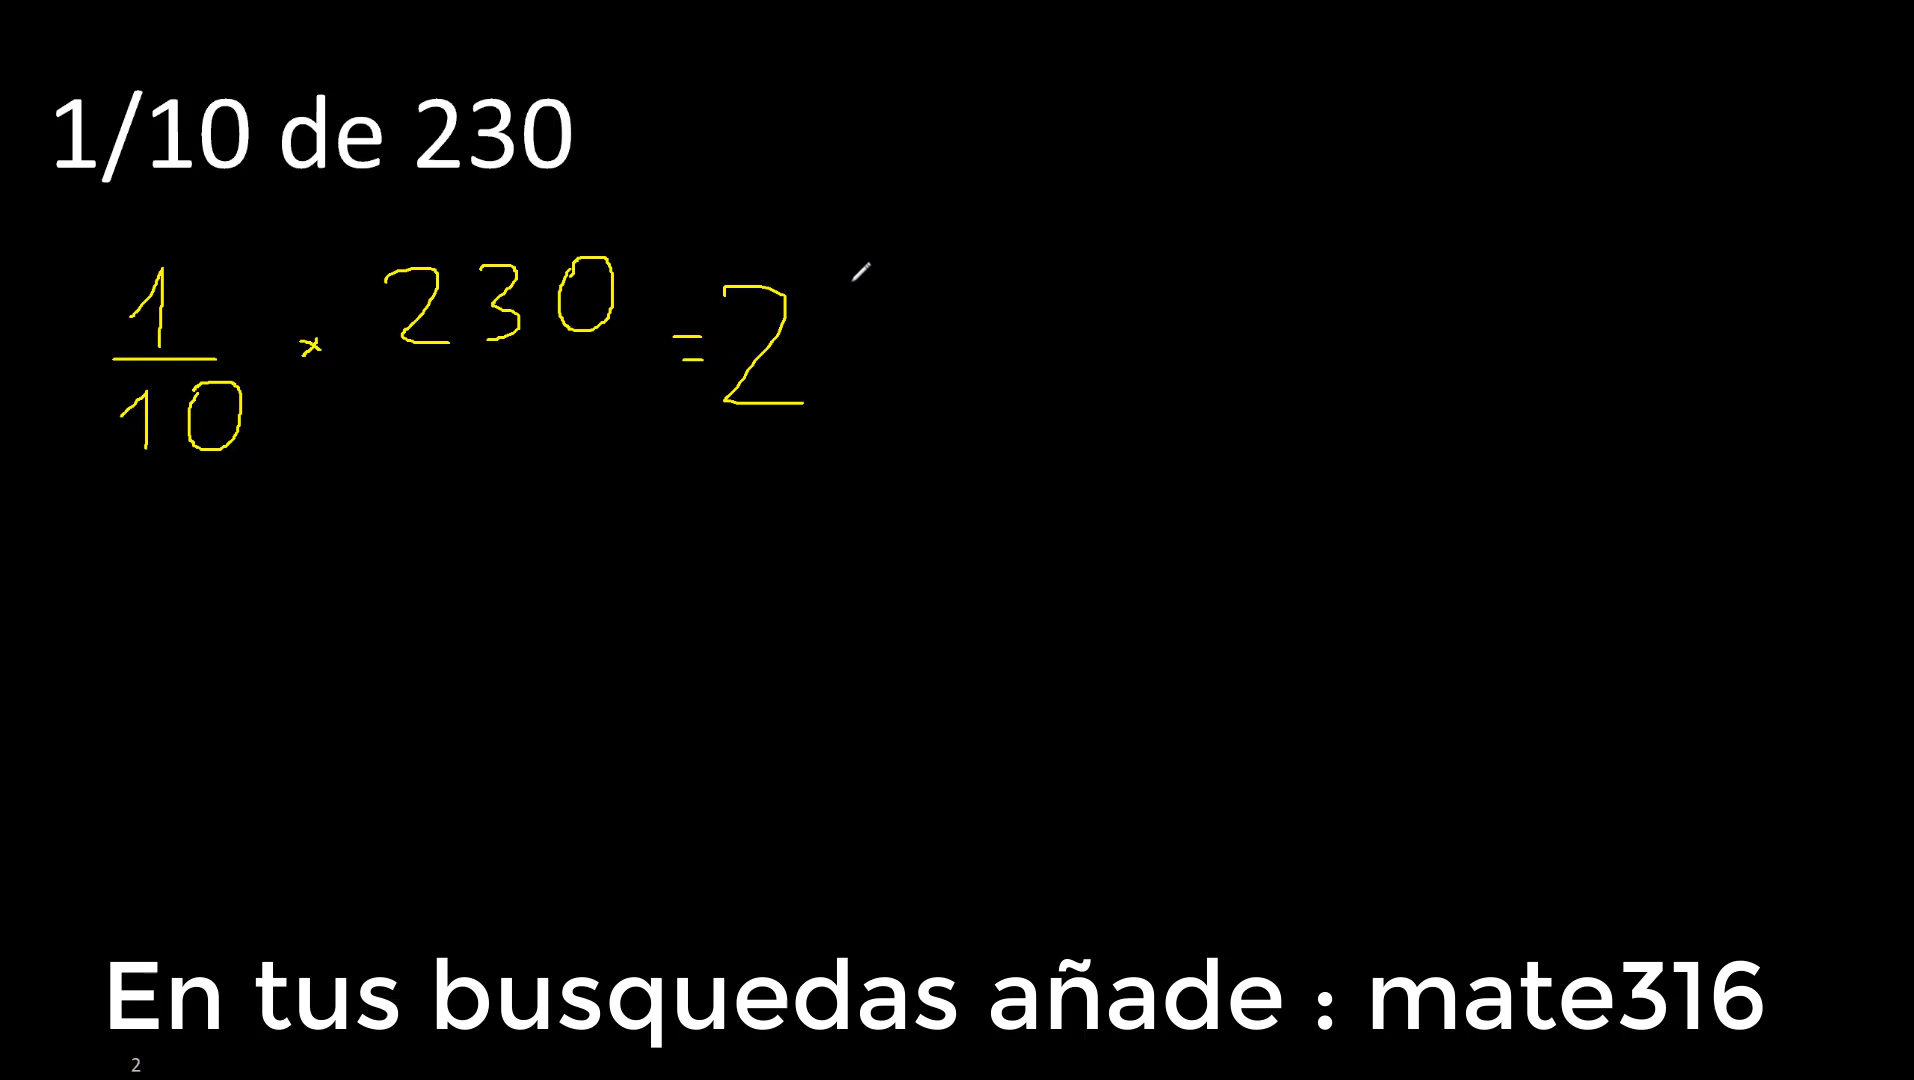 1/10 de 230
1/10 × 230 = 2
En tus busquedas añade : mate316
2